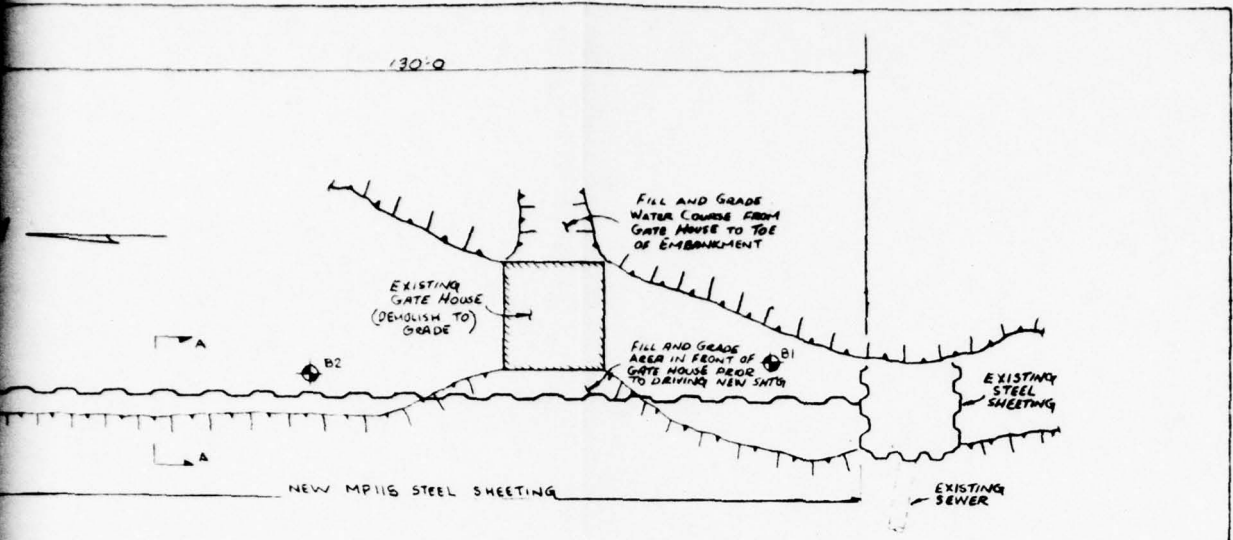 130'-0
FILL AND GRADE
WATER COURSE FROM
GATE HOUSE TO TOE
OF EMBANKMENT
EXISTING
GATE HOUSE
(DEMOLISH TO)
GRADE
A
B2
FILL AND GRADE
AREA IN FRONT OF
GATE HOUSE PRIOR
TO DRIVING NEW SHTG
B1
EXISTING
STEEL
SHEETING
A
NEW MP115 STEEL SHEETING
EXISTING
SEWER